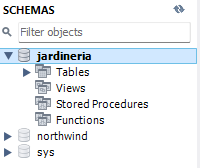 SCHEMAS
Filter objects
jardineria
Tables
Views
Stored Procedures
Functions
northwind
sys